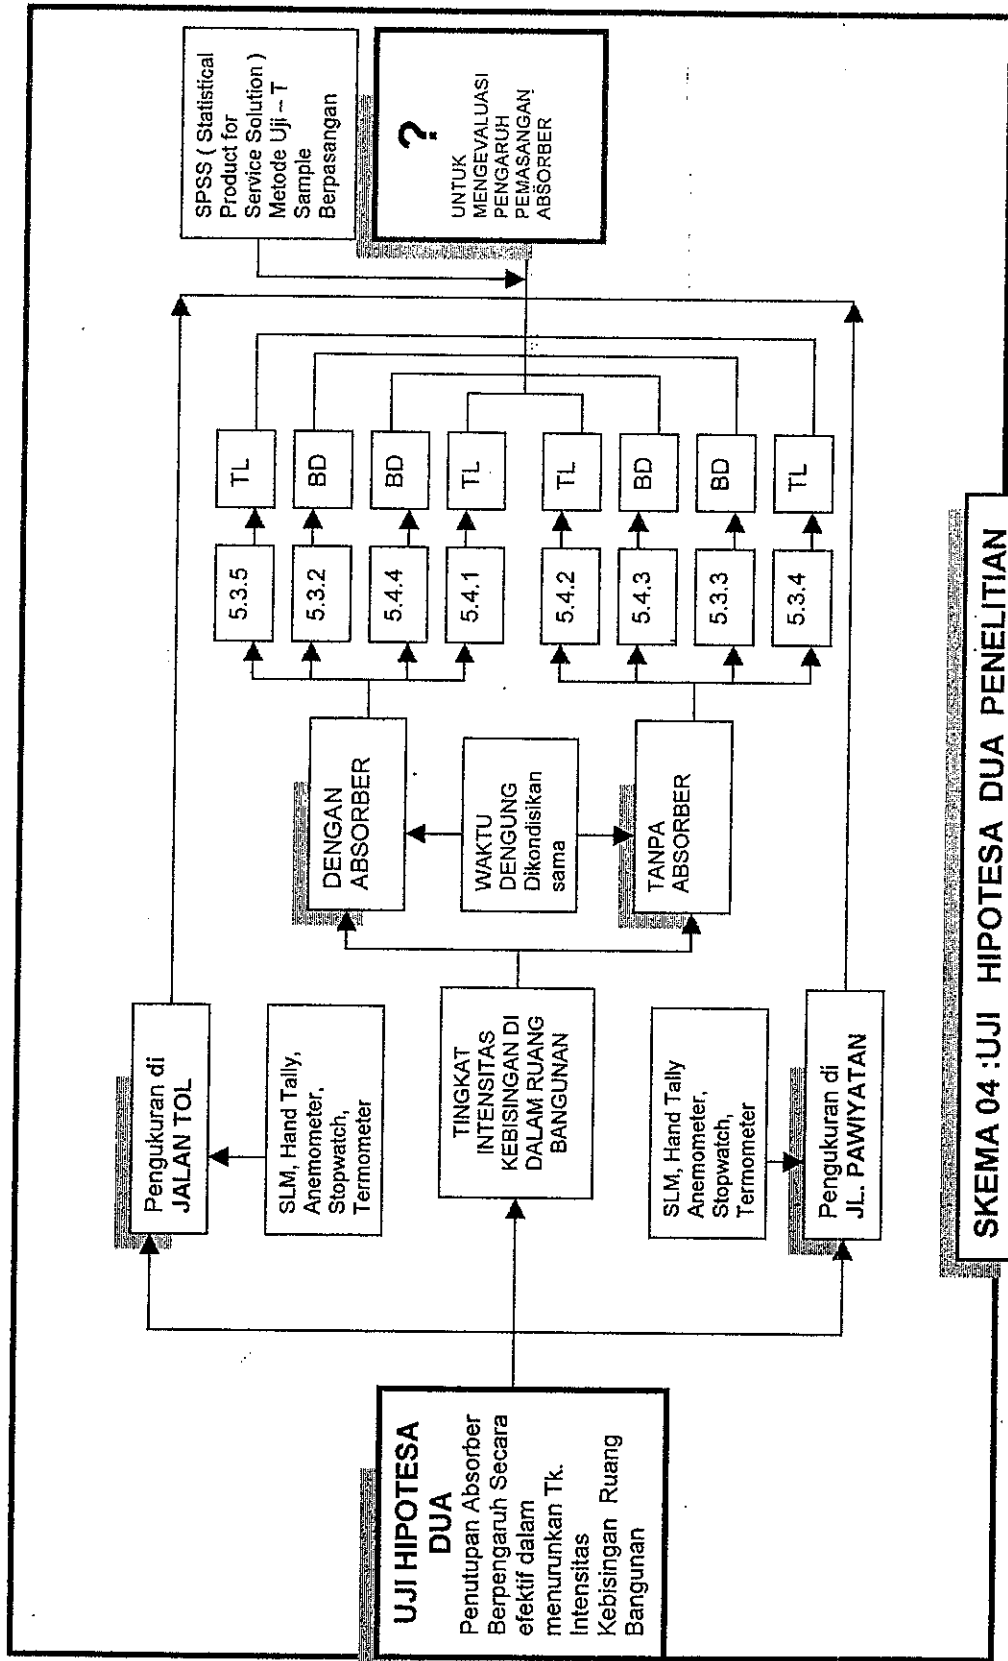 UJI HIPOTESA
DUA
Penutupan Absorber
Berpengaruh Secara
efektif dalam
menurunkan Tk.
Intensitas
Kebisingan Ruang
Bangunan
Pengukuran di
JALAN TOL
SLM, Hand Tally,
Anemometer,
Stopwatch,
Termometer
TINGKAT
INTENSITAS
KEBISINGAN DI
DALAM RUANG
BANGUNAN
SLM, Hand Tally
Anemometer,
Stopwatch,
Termometer
Pengukuran di
JL. PAWIYATAN
DENGAN
ABSORBER
WAKTU
DENGUNG
Dikondisikan
sama
TANPA
ABSORBER
5.3.5
TL
5.3.2
BD
5.4.4
BD
5.4.1
TL
5.4.2
TL
5.4.3
BD
5.3.3
BD
5.3.4
TL
SPSS ( Statistical
Product for
Service Solution )
Metode Uji – T
Sample
Berpasangan
?
UNTUK
MENGEVALUASI
PENGARUH
PEMASANGAN
ABSORBER
SKEMA 04 :UJI HIPOTESA DUA PENELITIAN